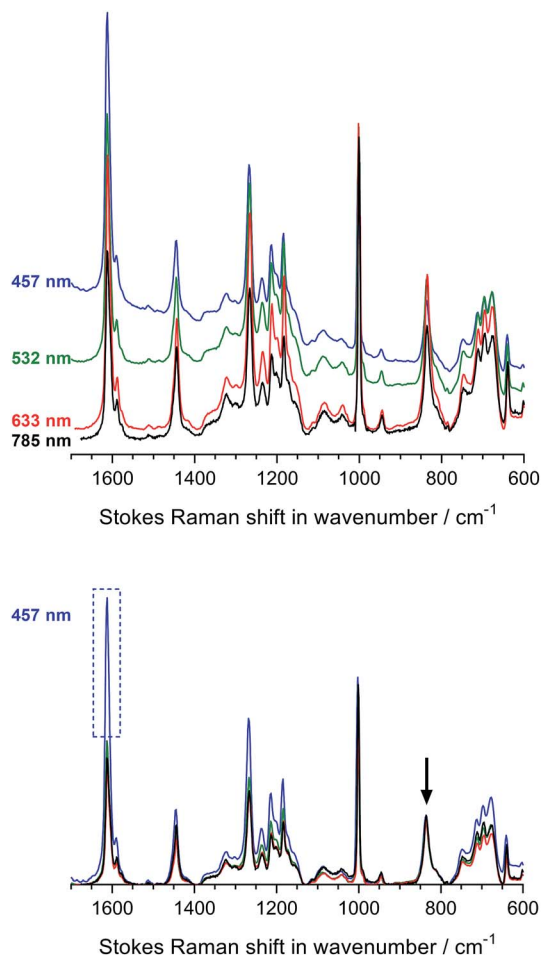 457 nm
532 nm
633 nm
785 nm
1600 1400 1200 1000 800 600
Stokes Raman shift in wavenumber / cm⁻¹
457 nm
1600 1400 1200 1000 800 600
Stokes Raman shift in wavenumber / cm⁻¹